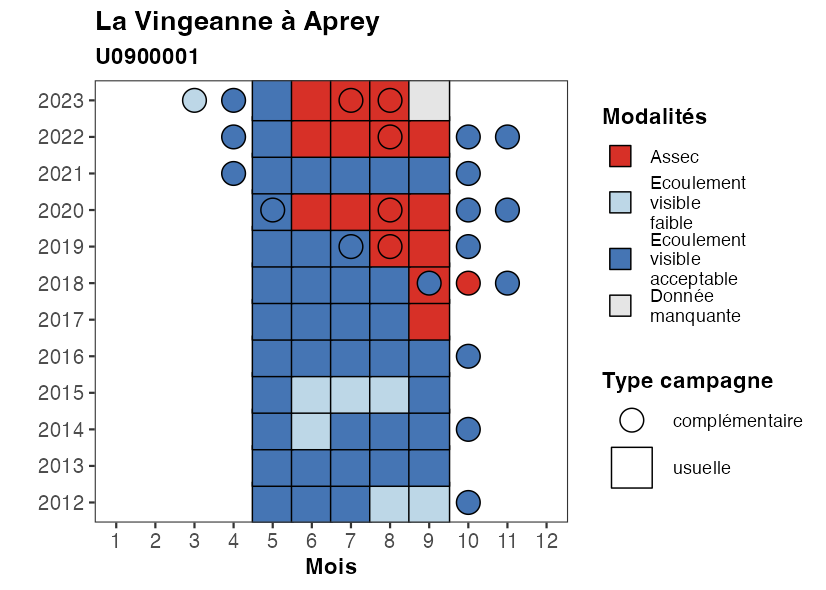 La Vingeanne à Aprey
U0900001
2023
2022
2021
2020
2019
2018
2017
2016
2015
2014
2013
2012
1 2 3 4 5 6 7 8 9 10 11 12
Mois
Modalités
Assec
Ecoulement
visible
faible
Ecoulement
visible
acceptable
Donnée
manquante
Type campagne
complémentaire
usuelle